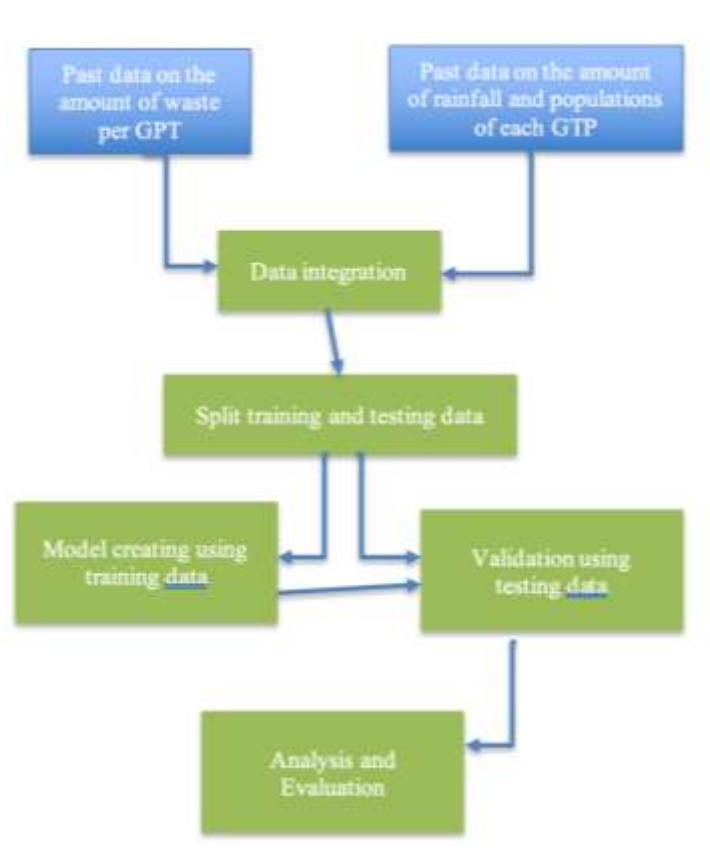 Past data on the
amount of waste
per GPT
Past data on the amount
of rainfall and populations
of each GTP
Data integration
Split training and testing data
Model creating using
training data
Validation using
testing data
Analysis and
Evaluation